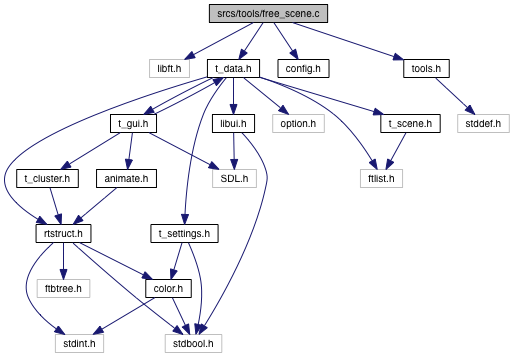 srcs/tools/free_scene.c
libft.h
t_data.h
config.h
tools.h
t_gui.h
libui.h
option.h
t_scene.h
stddef.h
t_cluster.h
animate.h
SDL.h
ftlist.h
rtstruct.h
t_settings.h
ftbtree.h
color.h
stdint.h
stdbool.h